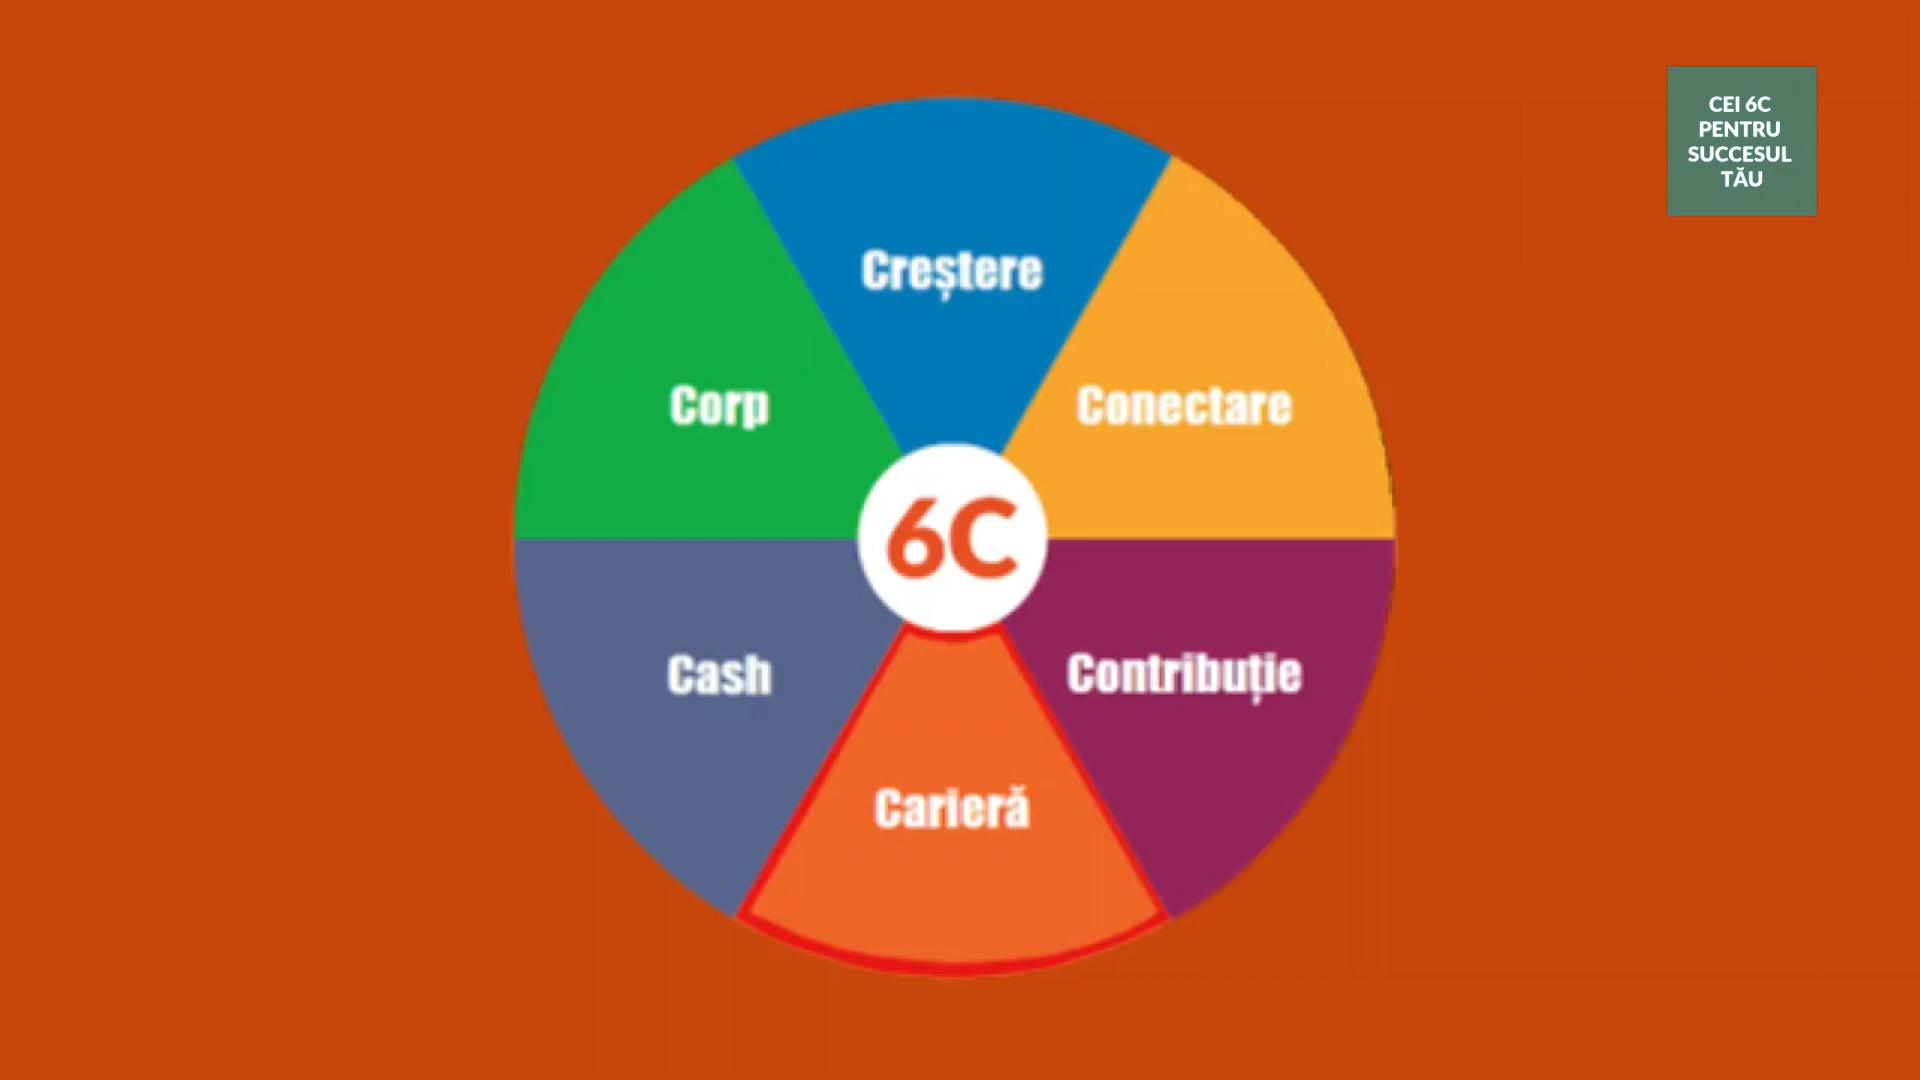 CEI 6C
PENTRU
SUCCESUL
TĂU
Creștere
Corp
Conectare
6C
Cash
Contribuție
Carieră